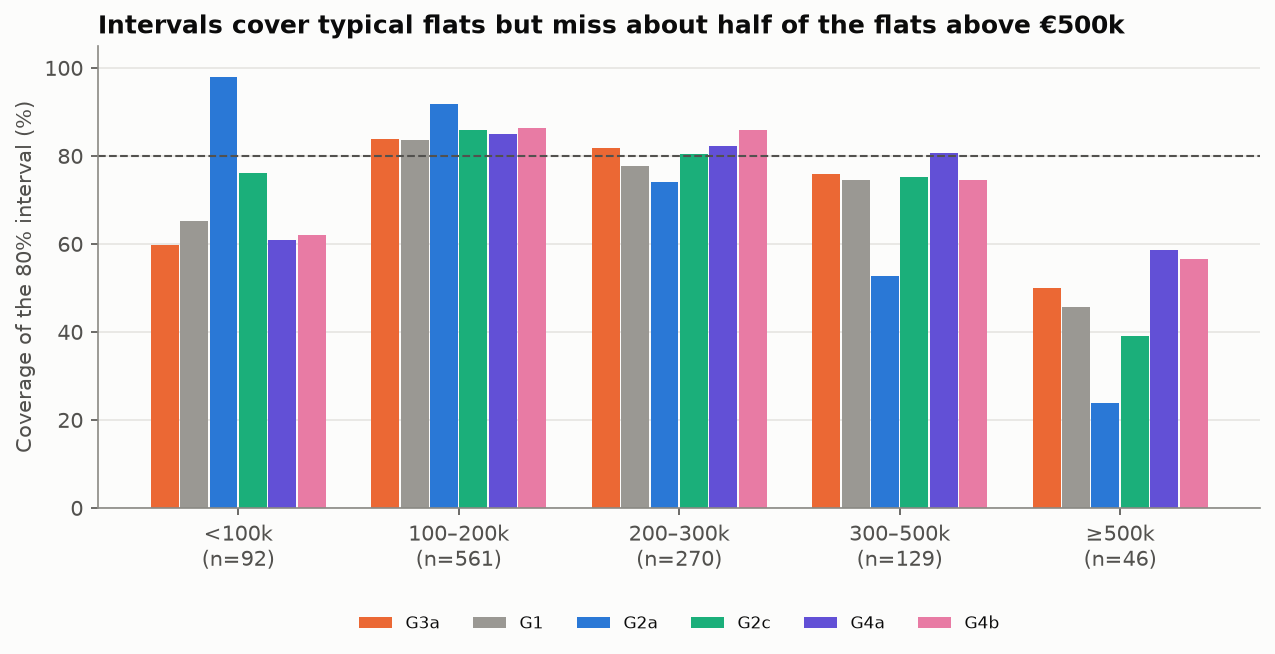 Intervals cover typical flats but miss about half of the flats above €500k
Coverage of the 80% interval (%)
100
80
60
40
20
0
<100k
(n=92)
100–200k
(n=561)
200–300k
(n=270)
300–500k
(n=129)
≥500k
(n=46)
G3a G1 G2a G2c G4a G4b